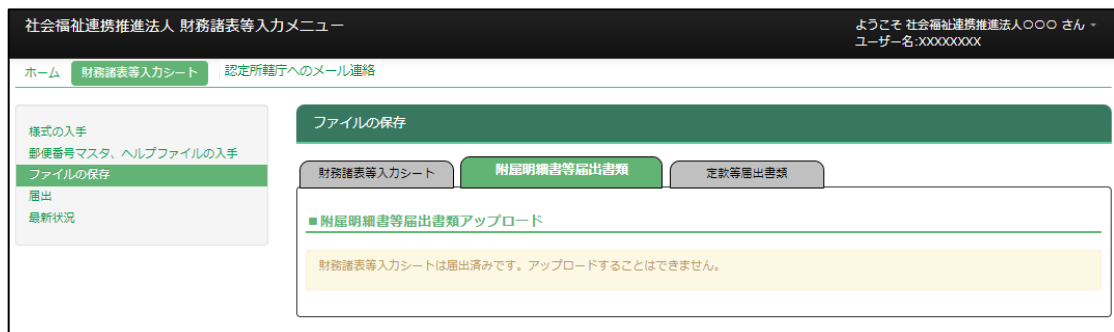 社会福祉連携推進法人 財務諸表等入力メニュー
ようこそ 社会福祉連携推進法人○○○ さん
ユーザー名:XXXXXXXX
ホーム 財務諸表等入力シート 認定所轄庁へのメール連絡
様式の入手
郵便番号マスタ、ヘルプファイルの入手
ファイルの保存
届出
最新状況
ファイルの保存
財務諸表等入力シート 附属明細書等届出書類 定款等届出書類
■附属明細書等届出書類アップロード
財務諸表等入力シートは届出済みです。アップロードすることはできません。